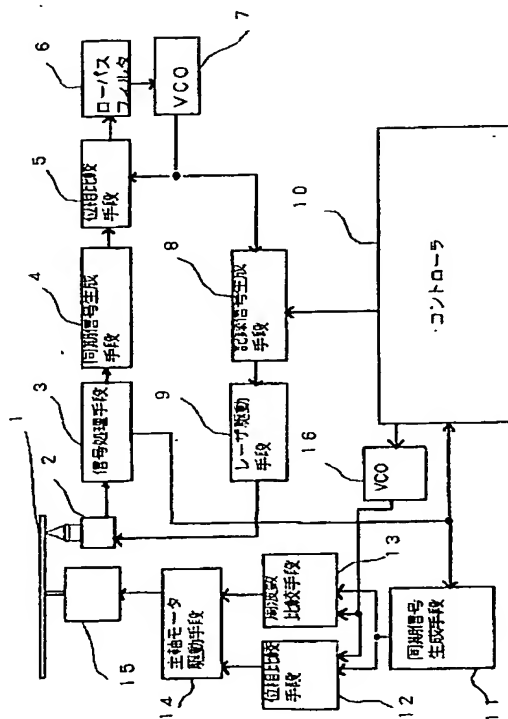 1
2
3
信号処理手段
4
同期信号生成
手段
5
位相比較
手段
6
ローパス
フィルタ
7
VCO
8
記録信号生成
手段
9
レーザ駆動
手段
10
コントローラ
11
同期信号
生成手段
12
位相比較
手段
13
周波数
比較手段
14
主軸モータ
駆動手段
15
16
VCO